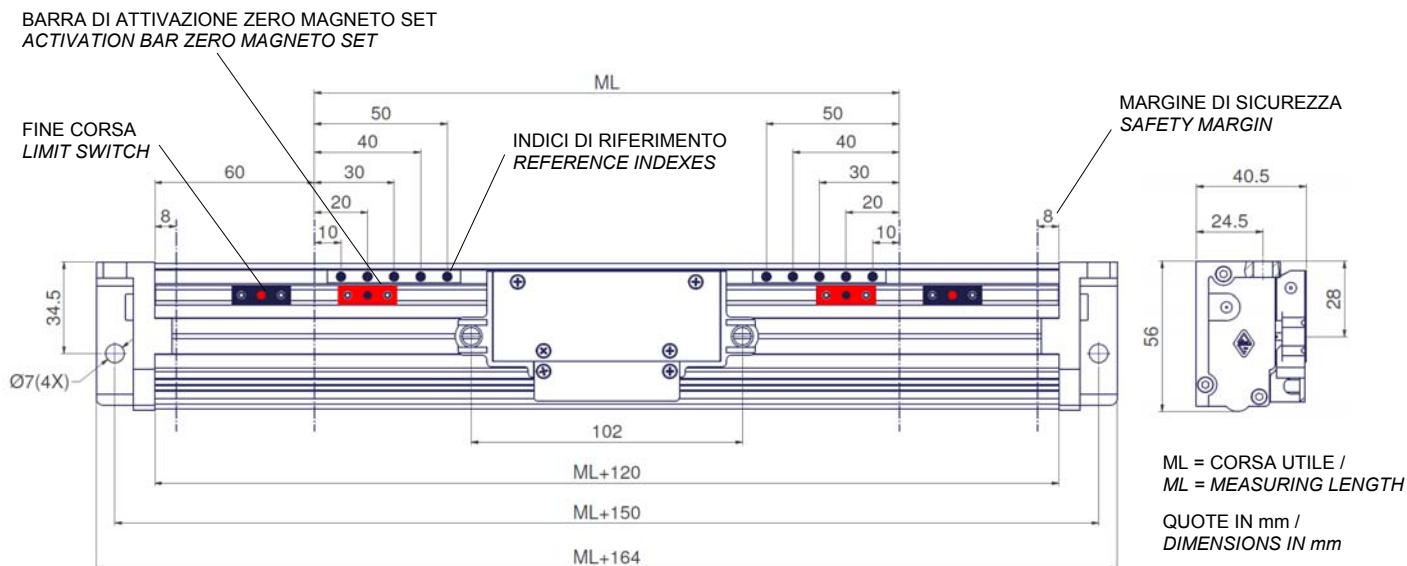 BARRA DI ATTIVAZIONE ZERO MAGNETO SET
ACTIVATION BAR ZERO MAGNETO SET
FINE CORSA
LIMIT SWITCH
INDICI DI RIFERIMENTO
REFERENCE INDEXES
MARGINE DI SICUREZZA
SAFETY MARGIN
ML
50
50
40
40
60
30
30
20
20
8
10
10
8
40.5
24.5
34.5
56
28
Ø7(4X)
102
ML+120
ML+150
ML+164
ML = CORSA UTILE /
ML = MEASURING LENGTH
QUOTE IN mm /
DIMENSIONS IN mm